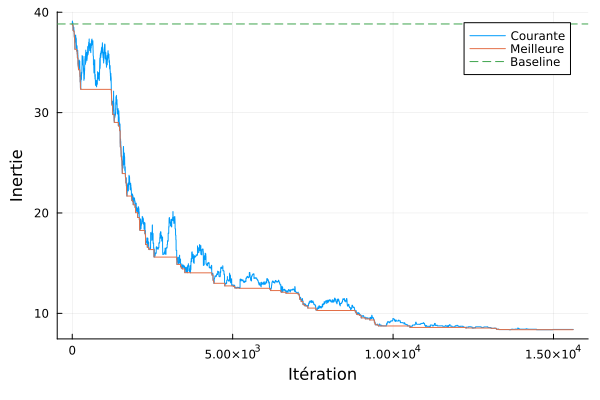 40
30
20
10
Inertie
Courante
Meilleure
Baseline
0
5.00×10³
1.00×10⁴
1.50×10⁴
Itération